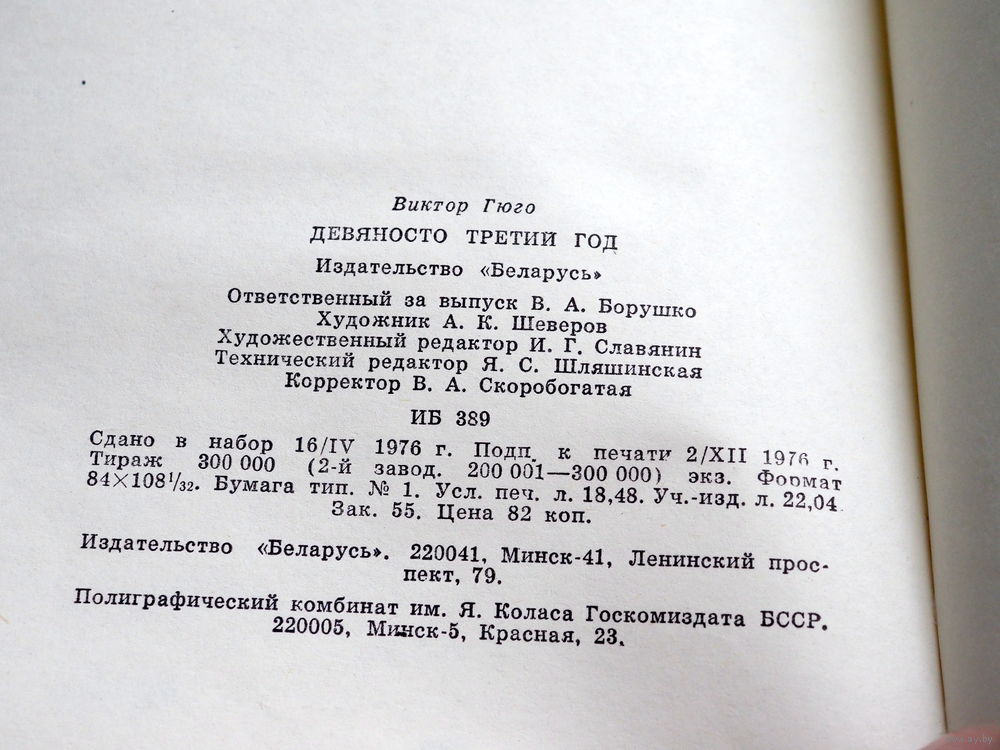 Виктор Гюго
ДЕВЯНОСТО ТРЕТИЙ ГОД
Издательство «Беларусь»
Ответственный за выпуск В. А. Борушко
Художник А. К. Шеверов
Художественный редактор И. Г. Славянин
Технический редактор Я. С. Шляшинская
Корректор В. А. Скоробогатая
ИБ 389
Сдано в набор 16/IV 1976 г. Подп. к печати 2/XII 1976 г.
Тираж 300 000 (2-й завод. 200 001—300 000) экз. Формат
84×108¹/₃₂. Бумага тип. № 1. Усл. печ. л. 18,48. Уч.-изд. л. 22,04.
Зак. 55. Цена 82 коп.
Издательство «Беларусь». 220041, Минск-41, Ленинский прос-
пект, 79.
Полиграфический комбинат им. Я. Коласа Госкомиздата БССР.
220005, Минск-5, Красная, 23.